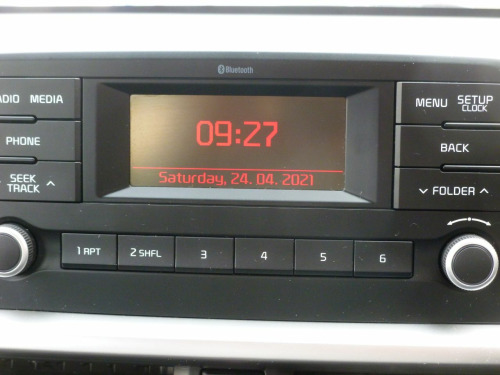 Bluetooth
RADIO MEDIA
PHONE
SEEK
TRACK
09:27
Saturday, 24. 04. 2021
MENU
SETUP
CLOCK
BACK
FOLDER
1 RPT
2 SHFL
3
4
5
6